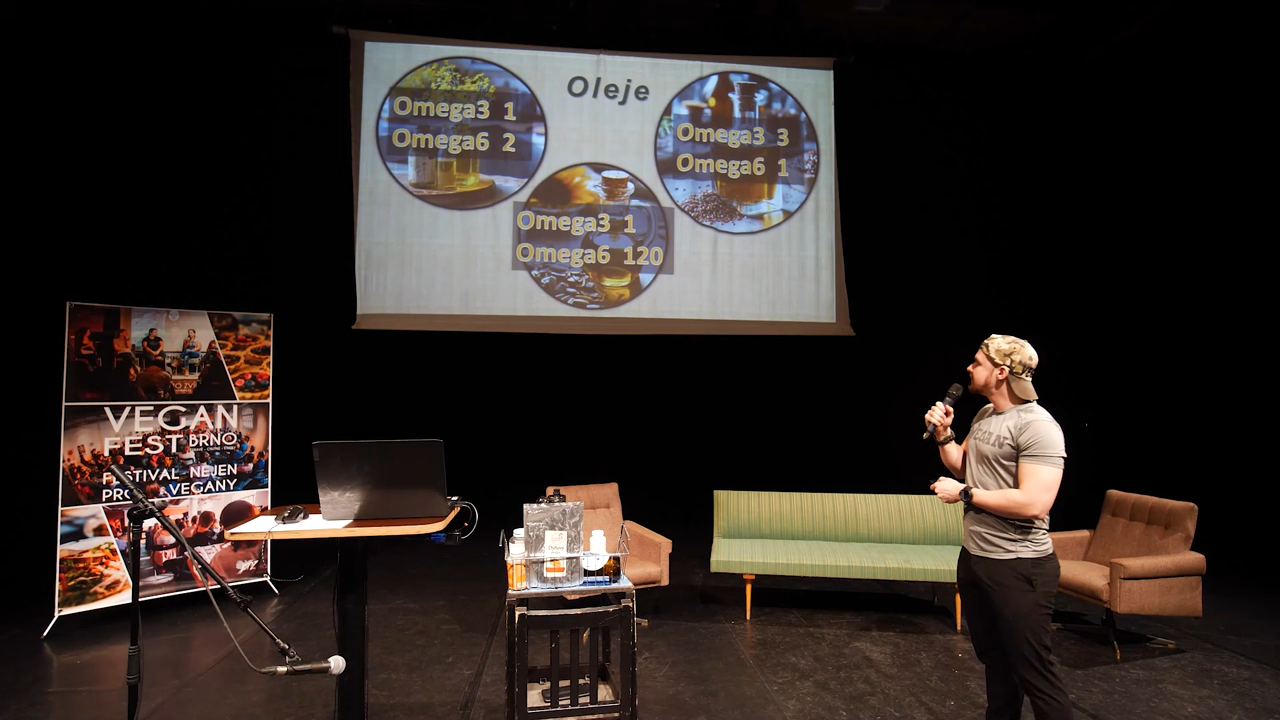 Oleje
Omega3 1
Omega6 2
Omega3 3
Omega6 1
Omega3 1
Omega6 120
VEGAN
FEST BRNO
FESTIVAL NEJEN
PRO VEGANY
VEGAN